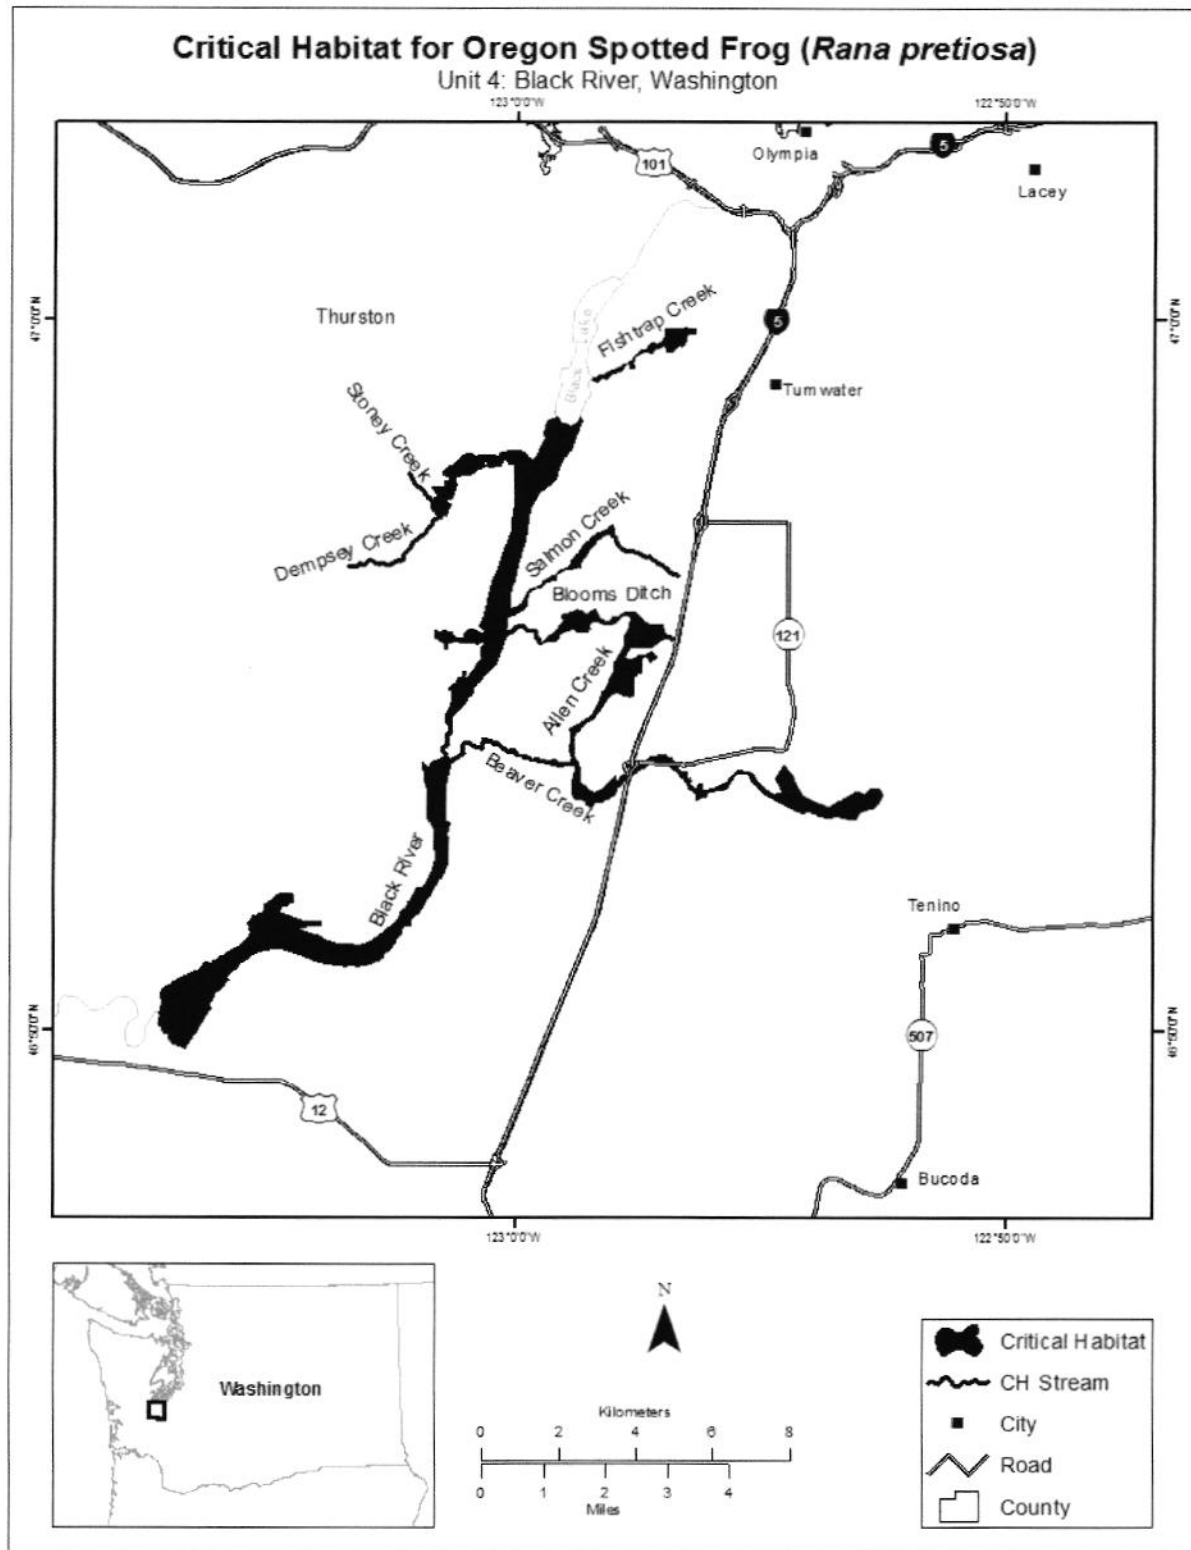 Critical Habitat for Oregon Spotted Frog (Rana pretiosa)
Unit 4: Black River, Washington
123°0'0"W
122°50'0"W
101
Olympia
5
Lacey
47°0'0"N
Thurston
Black Lake
Fishtrap Creek
5
47°0'0"N
Tumwater
Stoney Creek
Dempsey Creek
Salmon Creek
Blooms Ditch
121
Allen Creek
Beaver Creek
Black River
Tenino
46°50'0"N
507
46°50'0"N
12
Bucoda
123°0'0"W
122°50'0"W
Washington
N
Kilometers
0 2 4 6 8
0 1 2 3 4
Miles
Critical Habitat
CH Stream
City
Road
County